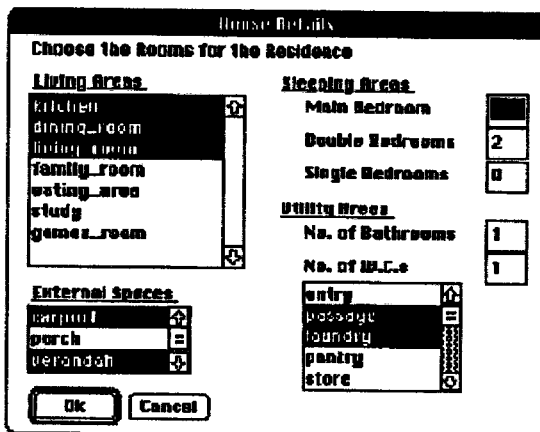 House Details
Choose the Rooms for the Residence
Living Areas
kitchen
dining_room
living_room
family_room
eating_area
study
games_room
External Spaces
carport
porch
verandah
Ok
Cancel
Sleeping Areas
Main Bedroom
Double Bedrooms 2
Single Bedrooms 0
Utility Areas
No. of Bathrooms 1
No. of W.C.s 1
entry
passage
laundry
pantry
store